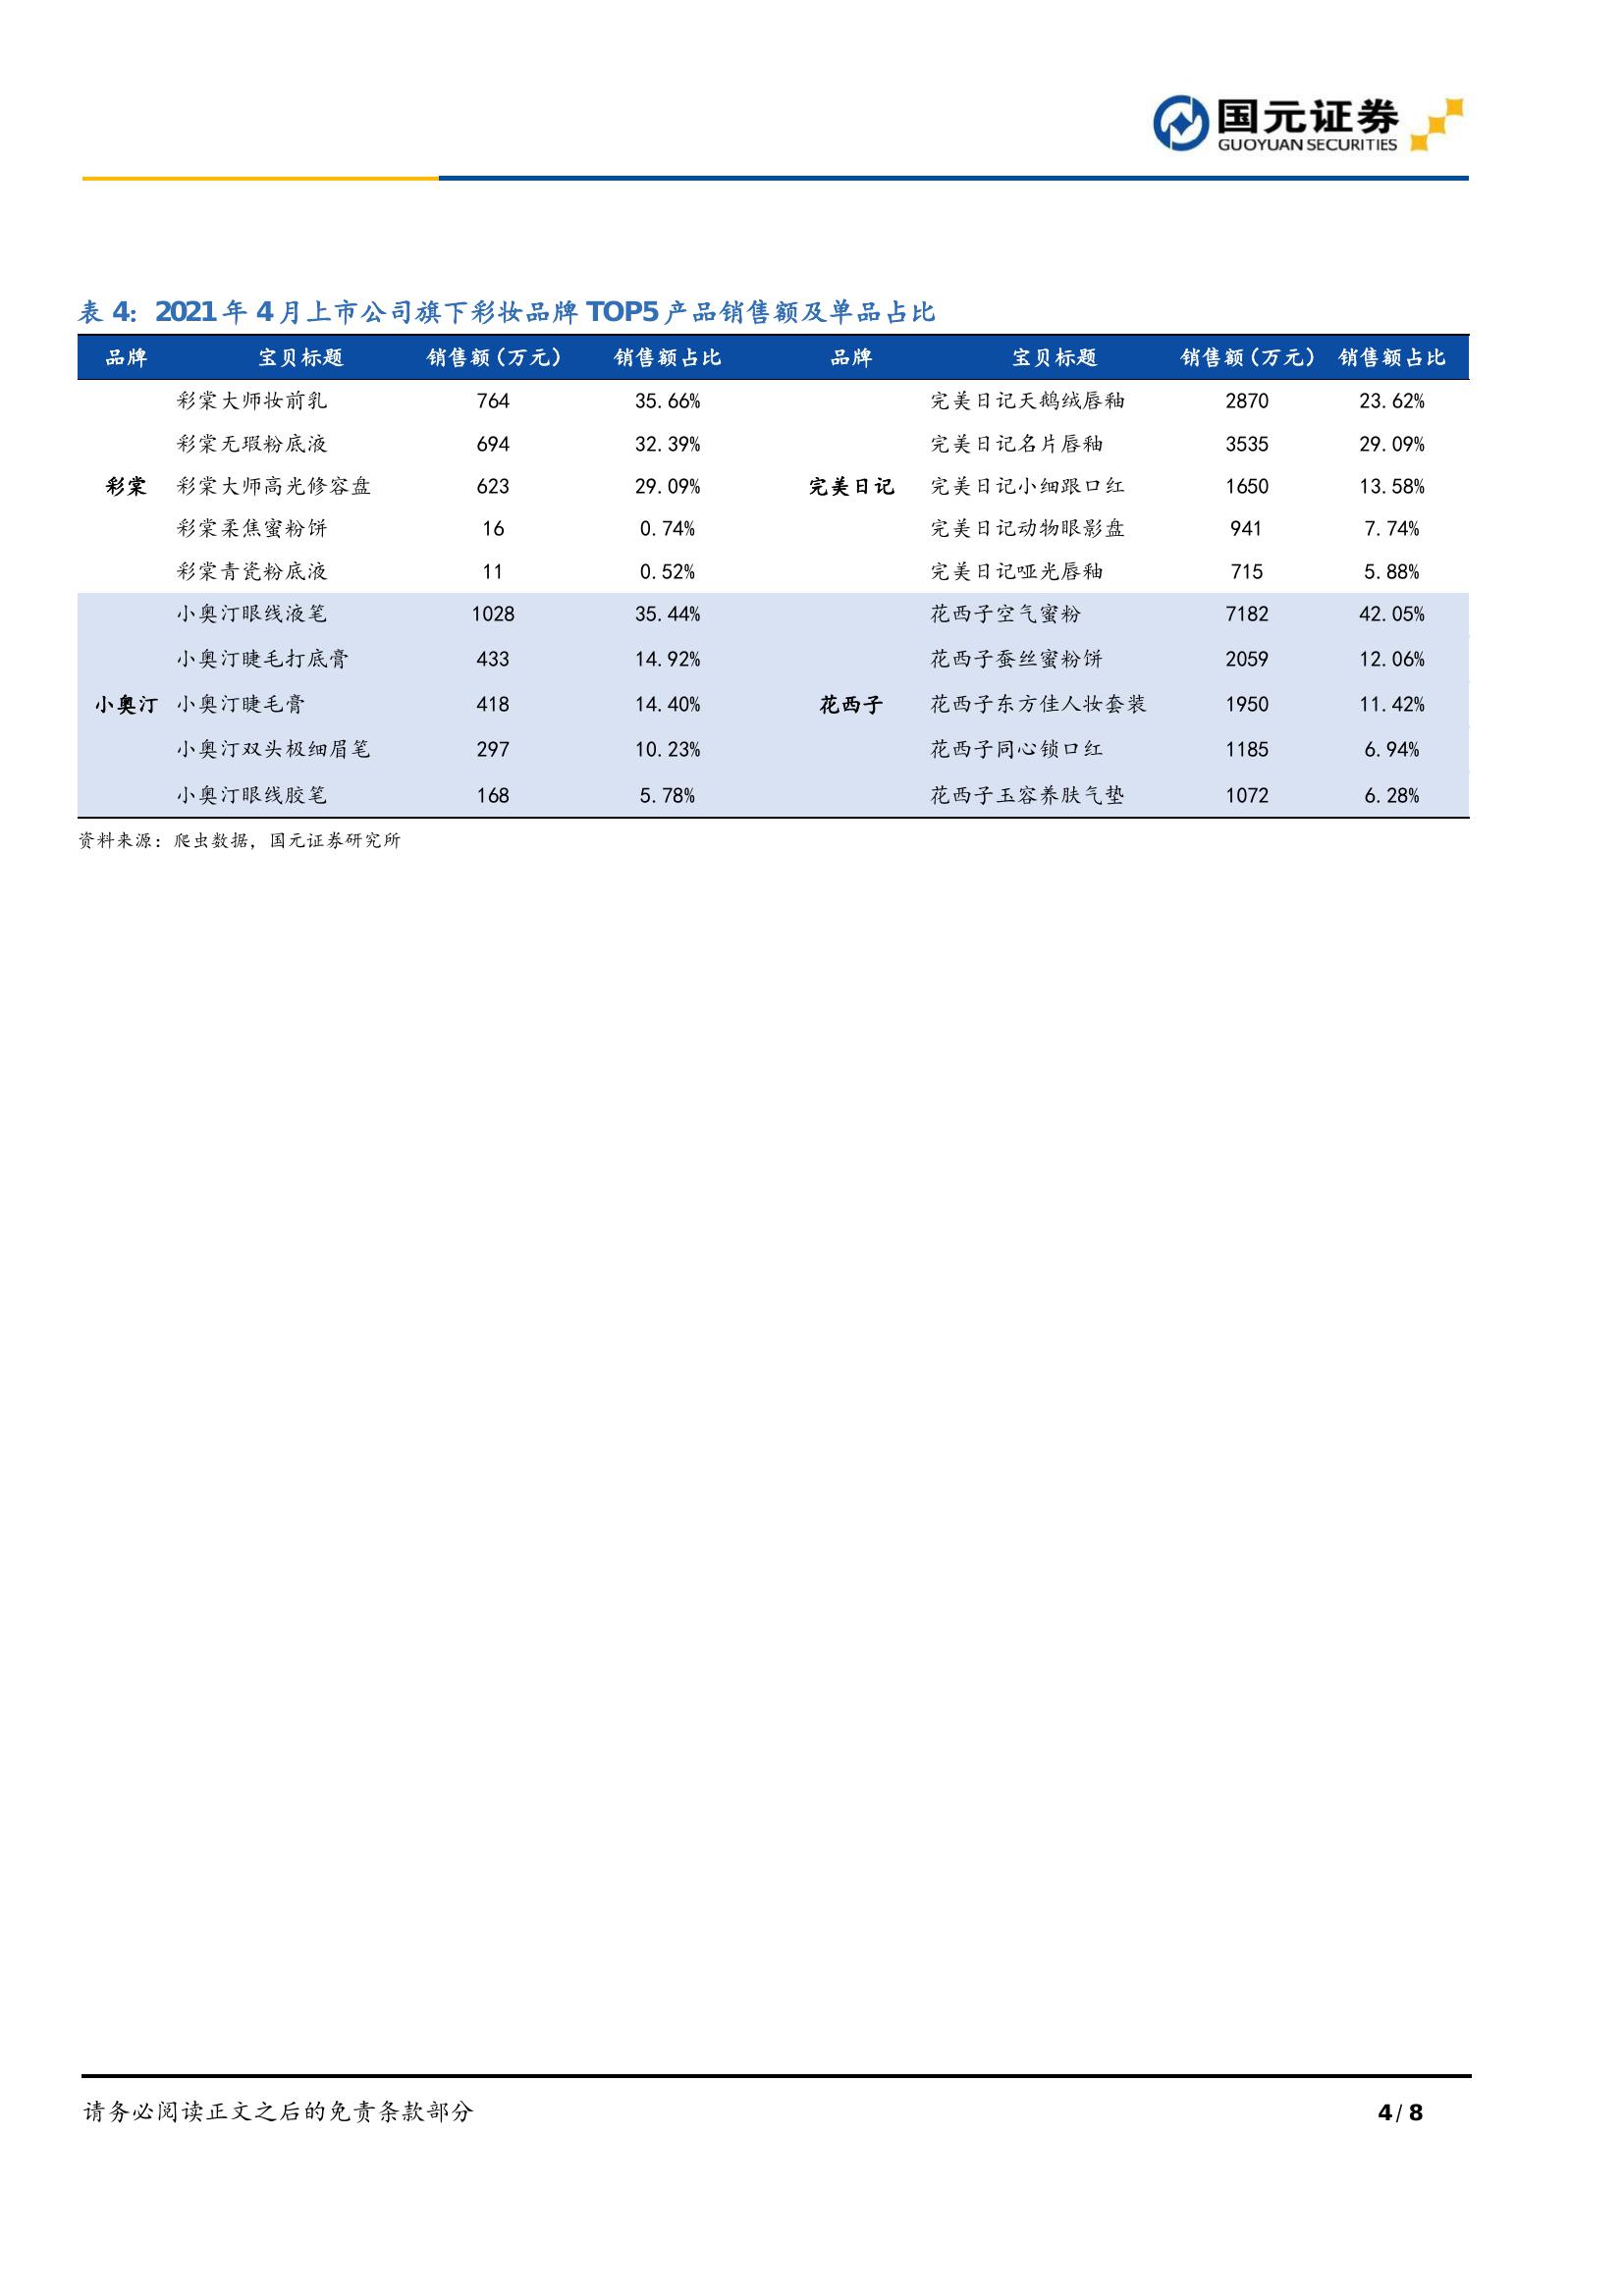 国元证券
GUOYUAN SECURITIES
表 4：2021 年 4 月上市公司旗下彩妆品牌 TOP5 产品销售额及单品占比
品牌 宝贝标题 销售额(万元) 销售额占比 品牌 宝贝标题 销售额(万元) 销售额占比
彩棠大师妆前乳 764 35.66% 完美日记天鹅绒唇釉 2870 23.62%
彩棠无瑕粉底液 694 32.39% 完美日记名片唇釉 3535 29.09%
彩棠 彩棠大师高光修容盘 623 29.09% 完美日记 完美日记小细跟口红 1650 13.58%
彩棠柔焦蜜粉饼 16 0.74% 完美日记动物眼影盘 941 7.74%
彩棠青瓷粉底液 11 0.52% 完美日记哑光唇釉 715 5.88%
小奥汀眼线液笔 1028 35.44% 花西子空气蜜粉 7182 42.05%
小奥汀睫毛打底膏 433 14.92% 花西子蚕丝蜜粉饼 2059 12.06%
小奥汀 小奥汀睫毛膏 418 14.40% 花西子 花西子东方佳人妆套装 1950 11.42%
小奥汀双头极细眉笔 297 10.23% 花西子同心锁口红 1185 6.94%
小奥汀眼线胶笔 168 5.78% 花西子玉容养肤气垫 1072 6.28%
资料来源：爬虫数据，国元证券研究所
请务必阅读正文之后的免责条款部分 4 / 8